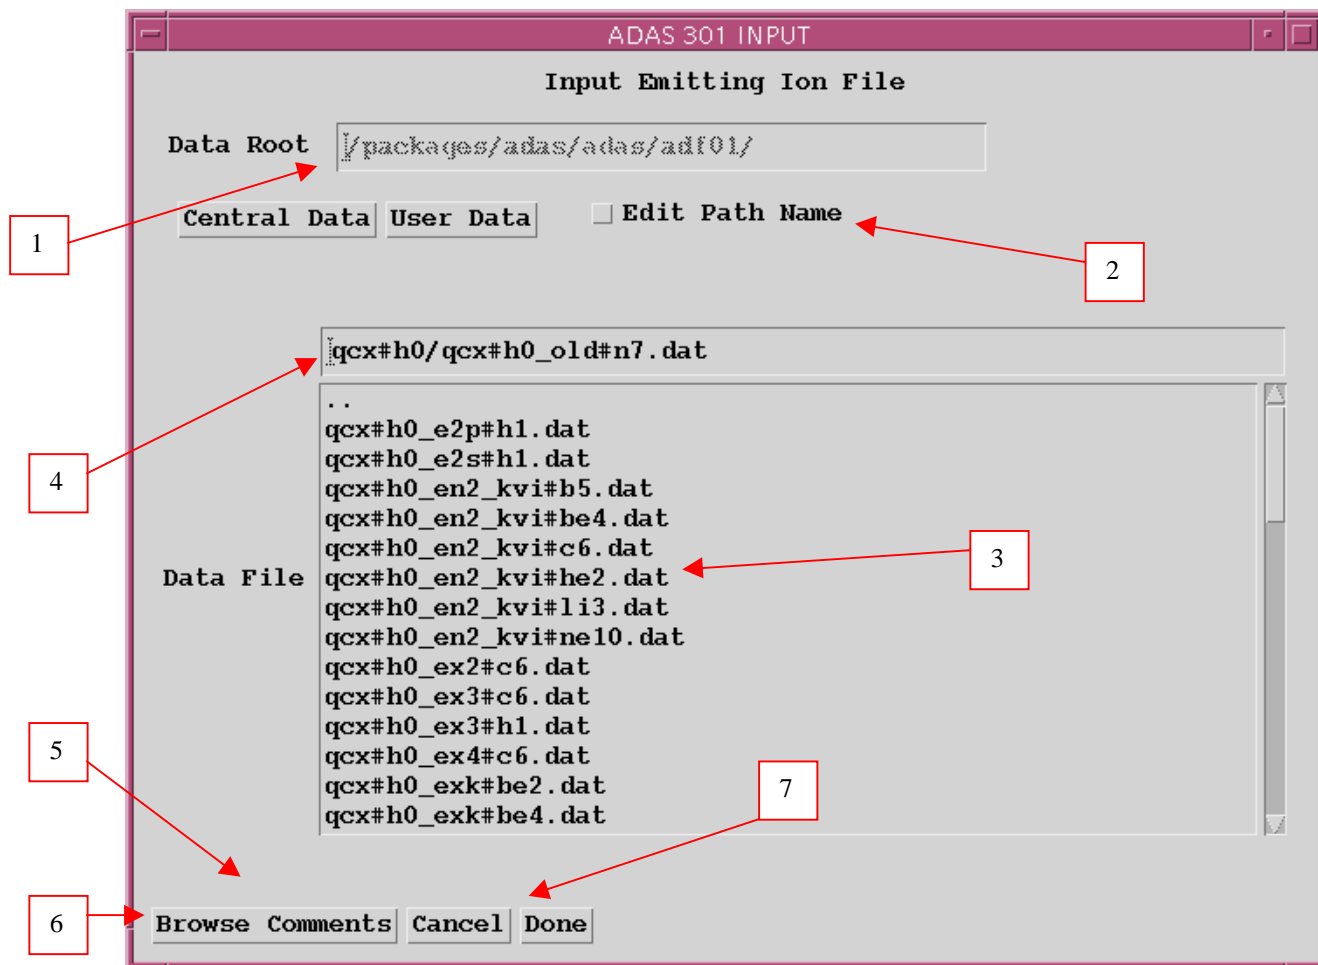 ADAS 301 INPUT
Input Emitting Ion File
Data Root /packages/adas/adas/adf01/
1
Central Data User Data Edit Path Name
2
qcx#h0/qcx#h0_old#n7.dat
4
Data File
..
qcx#h0_e2p#h1.dat
qcx#h0_e2s#h1.dat
qcx#h0_en2_kvi#b5.dat
qcx#h0_en2_kvi#be4.dat
qcx#h0_en2_kvi#c6.dat
3
qcx#h0_en2_kvi#he2.dat
qcx#h0_en2_kvi#li3.dat
qcx#h0_en2_kvi#ne10.dat
qcx#h0_ex2#c6.dat
qcx#h0_ex3#c6.dat
qcx#h0_ex3#h1.dat
qcx#h0_ex4#c6.dat
qcx#h0_exk#be2.dat
qcx#h0_exk#be4.dat
5
7
6
Browse Comments Cancel Done